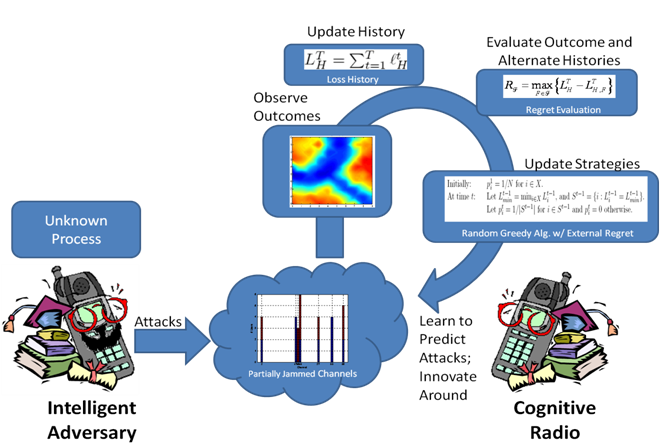 Update History
L_H^T = ∑_{t=1}^T ℓ_H^t
Loss History
Evaluate Outcome and
Alternate Histories
R_𝒢 = max_{F∈𝒢} {L_H^T − L_{H,F}^T}
Regret Evaluation
Observe
Outcomes
Update Strategies
Initially: p_i^1 = 1/N for i ∈ X.
At time t: Let L_min^{t−1} = min_{i∈X} L_i^{t−1}, and S^{t−1} = {i : L_i^{t−1} = L_min^{t−1}}.
Let p_i^t = 1/|S^{t−1}| for i ∈ S^{t−1} and p_i^t = 0 otherwise.
Random Greedy Alg. w/ External Regret
Unknown
Process
Attacks
Partially Jammed Channels
Learn to
Predict
Attacks;
Innovate
Around
Intelligent
Adversary
Cognitive
Radio